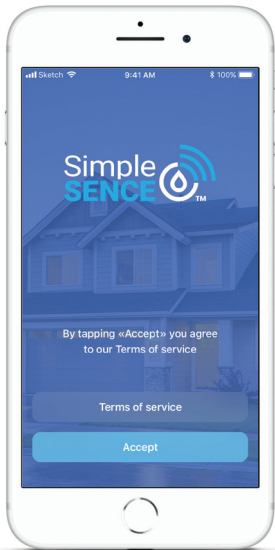 Sketch 9:41 AM 100%
Simple
SENCE TM
By tapping «Accept» you agree
to our Terms of service
Terms of service
Accept